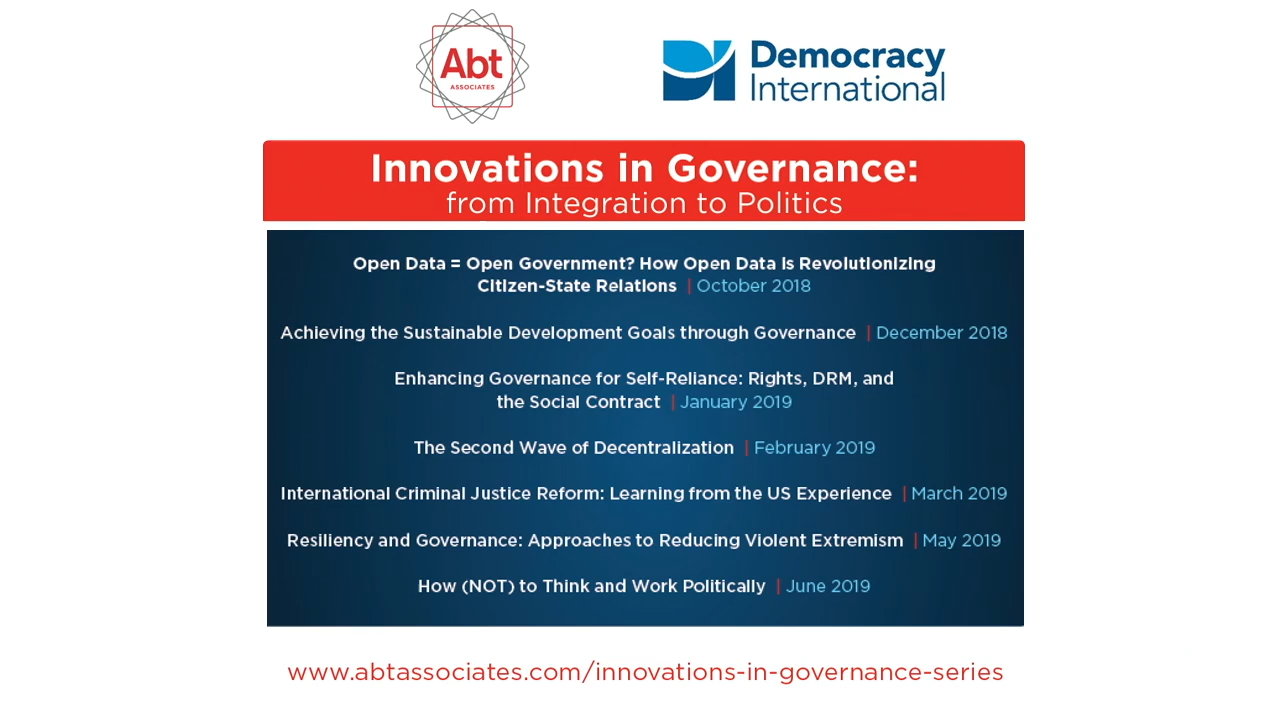 Abt
ASSOCIATES
Democracy
International
Innovations in Governance:
from Integration to Politics
Open Data = Open Government? How Open Data is Revolutionizing
Citizen-State Relations | October 2018
Achieving the Sustainable Development Goals through Governance | December 2018
Enhancing Governance for Self-Reliance: Rights, DRM, and
the Social Contract | January 2019
The Second Wave of Decentralization | February 2019
International Criminal Justice Reform: Learning from the US Experience | March 2019
Resiliency and Governance: Approaches to Reducing Violent Extremism | May 2019
How (NOT) to Think and Work Politically | June 2019
www.abtassociates.com/innovations-in-governance-series